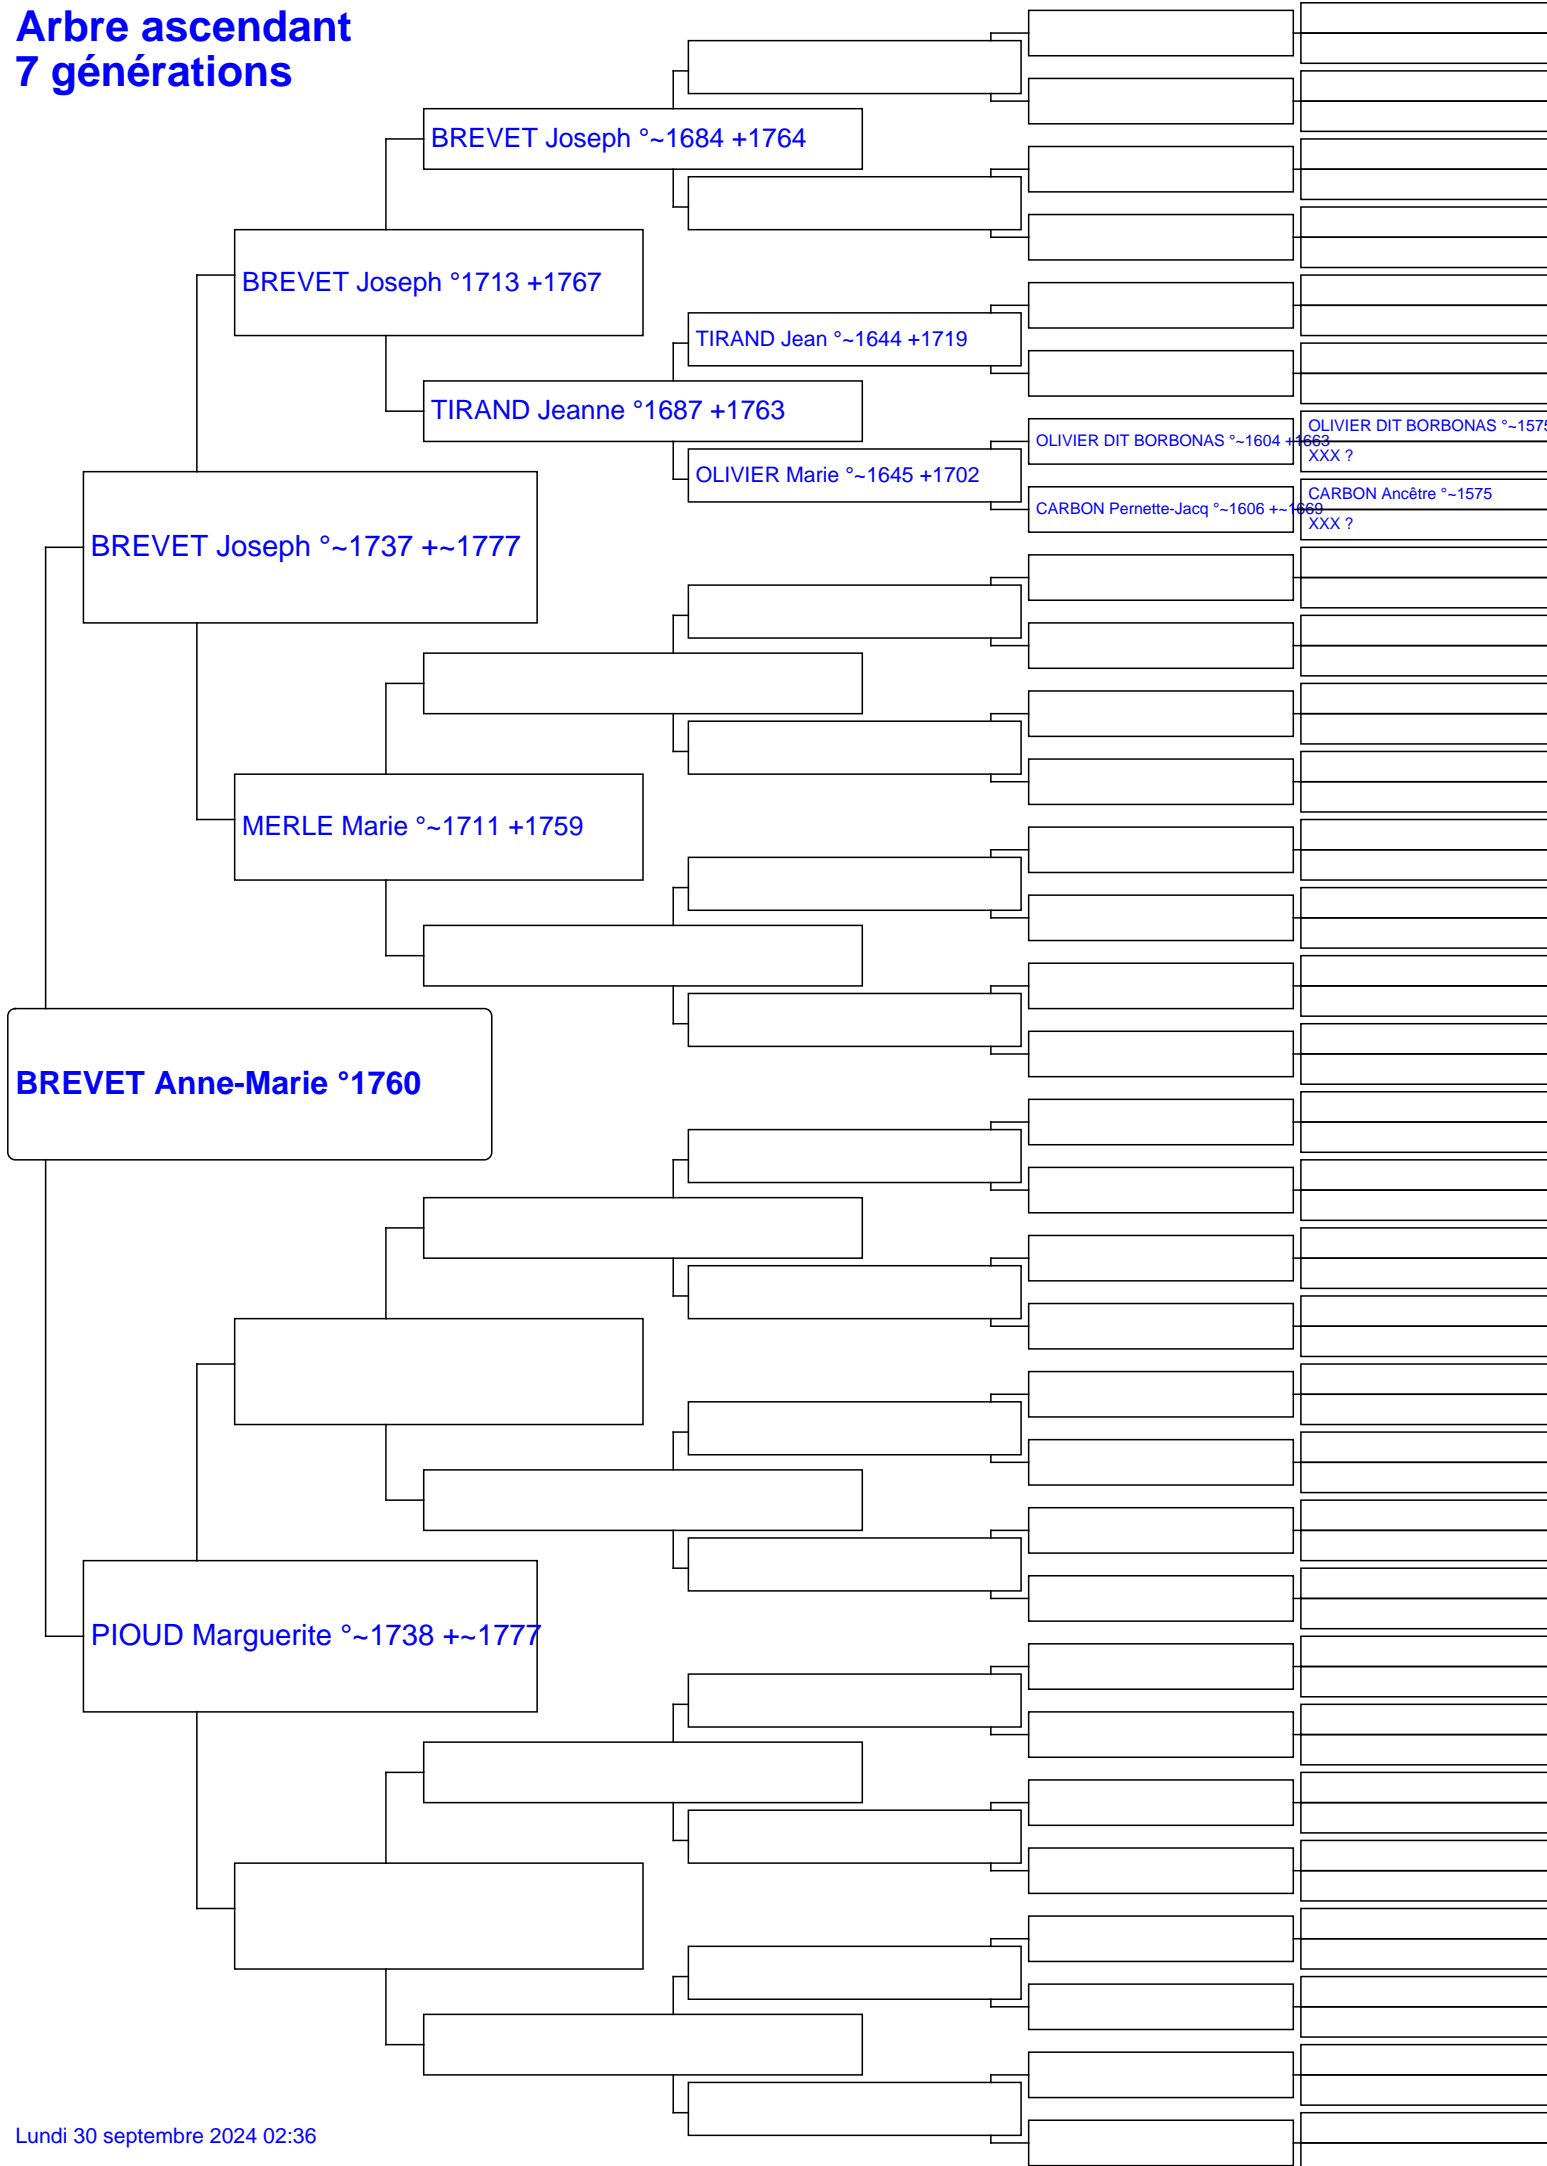 Arbre ascendant
7 générations
BREVET Joseph °~1684 +1764
BREVET Joseph °1713 +1767
TIRAND Jean °~1644 +1719
TIRAND Jeanne °1687 +1763
OLIVIER DIT BORBONAS °~1575
OLIVIER DIT BORBONAS °~1604 +1663
XXX ?
OLIVIER Marie °~1645 +1702
CARBON Ancêtre °~1575
CARBON Pernette-Jacq °~1606 +~1669
XXX ?
BREVET Joseph °~1737 +~1777
MERLE Marie °~1711 +1759
BREVET Anne-Marie °1760
PIOUD Marguerite °~1738 +~1777
Lundi 30 septembre 2024 02:36